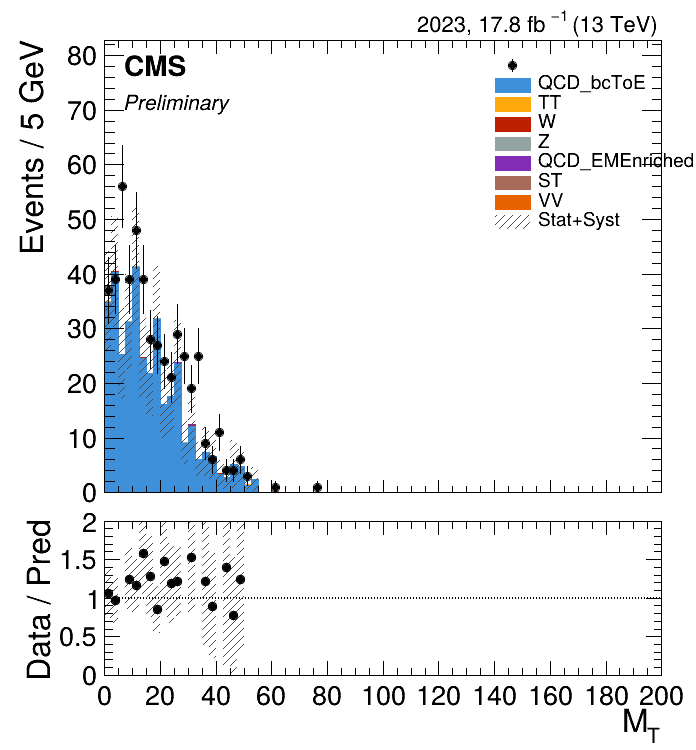 2023, 17.8 fb⁻¹ (13 TeV)
CMS
Preliminary
Events / 5 GeV
80
70
60
50
40
30
20
10
0
QCD_bcToE
TT
W
Z
QCD_EMEnriched
ST
VV
Stat+Syst
Data / Pred
2
1.5
1
0.5
0
0 20 40 60 80 100 120 140 160 180 200
M_T